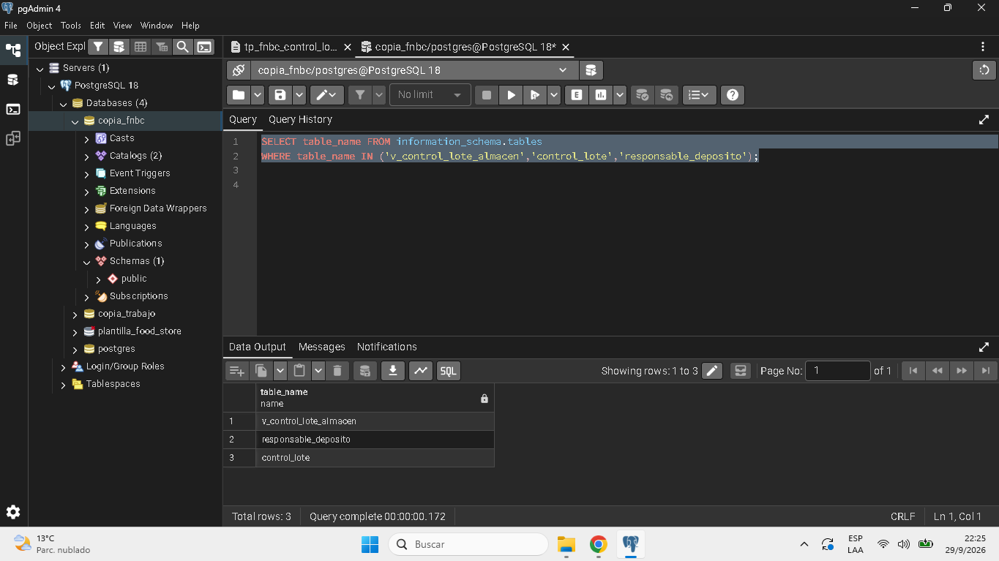 pgAdmin 4
File Object Tools Edit View Window Help
Object Expl
tp_fnbc_control_lo...
copia_fnbc/postgres@PostgreSQL 18*
Servers (1)
PostgreSQL 18
Databases (4)
copia_fnbc
Casts
Catalogs (2)
Event Triggers
Extensions
Foreign Data Wrappers
Languages
Publications
Schemas (1)
public
Subscriptions
copia_trabajo
plantilla_food_store
postgres
Login/Group Roles
Tablespaces
copia_fnbc/postgres@PostgreSQL 18
No limit
E
Query Query History
1 SELECT table_name FROM information_schema.tables
2 WHERE table_name IN ('v_control_lote_almacen','control_lote','responsable_deposito');
3
4
Data Output Messages Notifications
SQL
Showing rows: 1 to 3
Page No: 1 of 1
table_name
name
1 v_control_lote_almacen
2 responsable_deposito
3 control_lote
Total rows: 3 Query complete 00:00:00.172
CRLF Ln 1, Col 1
13°C
Parc. nublado
Buscar
ESP
LAA
22:25
29/9/2026